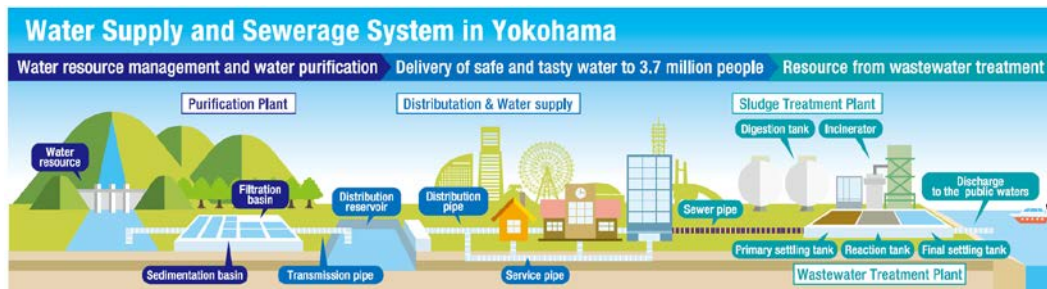 Water Supply and Sewerage System in Yokohama
Water resource management and water purification
Delivery of safe and tasty water to 3.7 million people
Resource from wastewater treatment
Purification Plant
Distributation & Water supply
Sludge Treatment Plant
Digestion tank
Incinerator
Water
resource
Filtration
basin
Distribution
reservoir
Distribution
pipe
Sewer pipe
Discharge
to the public waters
Primary settling tank
Reaction tank
Final settling tank
Sedimentation basin
Transmission pipe
Service pipe
Wastewater Treatment Plant